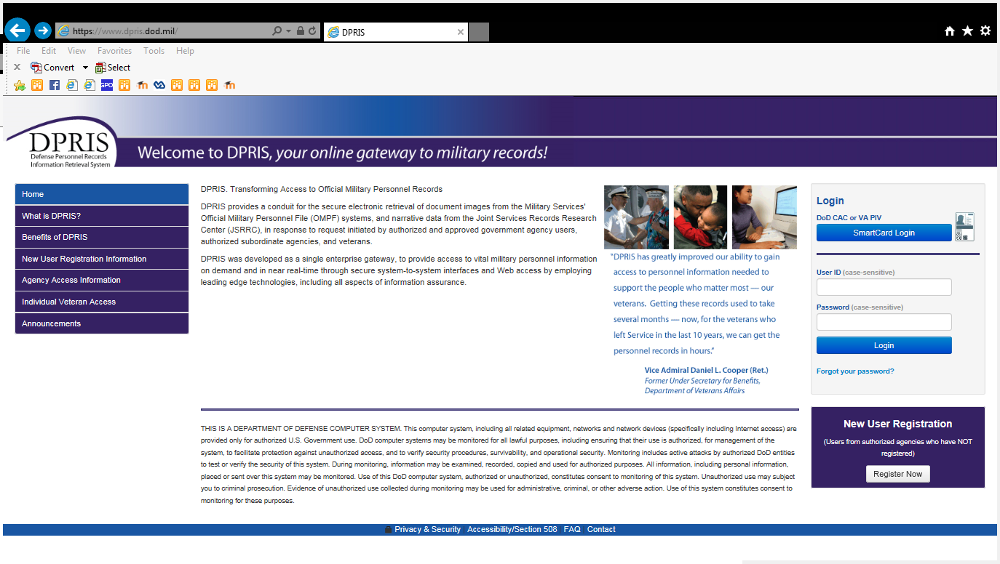 https://www.dpris.dod.mil/
DPRIS
File Edit View Favorites Tools Help
Convert Select
GPO
DPRIS
Defense Personnel Records
Information Retrieval System
Welcome to DPRIS, your online gateway to military records!
Home
What is DPRIS?
Benefits of DPRIS
New User Registration Information
Agency Access Information
Individual Veteran Access
Announcements
DPRIS. Transforming Access to Official Military Personnel Records
DPRIS provides a conduit for the secure electronic retrieval of document images from the Military Services'
Official Military Personnel File (OMPF) systems, and narrative data from the Joint Services Records Research
Center (JSRRC), in response to request initiated by authorized and approved government agency users,
authorized subordinate agencies, and veterans.
DPRIS was developed as a single enterprise gateway, to provide access to vital military personnel information
on demand and in near real-time through secure system-to-system interfaces and Web access by employing
leading edge technologies, including all aspects of information assurance.
"DPRIS has greatly improved our ability to gain
access to personnel information needed to
support the people who matter most — our
veterans. Getting these records used to take
several months — now, for the veterans who
left Service in the last 10 years, we can get the
personnel records in hours."
Vice Admiral Daniel L. Cooper (Ret.)
Former Under Secretary for Benefits,
Department of Veterans Affairs
Login
DoD CAC or VA PIV
SmartCard Login
User ID (case-sensitive)
Password (case-sensitive)
Login
Forgot your password?
New User Registration
(Users from authorized agencies who have NOT
registered)
Register Now
THIS IS A DEPARTMENT OF DEFENSE COMPUTER SYSTEM. This computer system, including all related equipment, networks and network devices (specifically including Internet access) are
provided only for authorized U.S. Government use. DoD computer systems may be monitored for all lawful purposes, including ensuring that their use is authorized, for management of the
system, to facilitate protection against unauthorized access, and to verify security procedures, survivability, and operational security. Monitoring includes active attacks by authorized DoD entities
to test or verify the security of this system. During monitoring, information may be examined, recorded, copied and used for authorized purposes. All information, including personal information,
placed or sent over this system may be monitored. Use of this DoD computer system, authorized or unauthorized, constitutes consent to monitoring of this system. Unauthorized use may subject
you to criminal prosecution. Evidence of unauthorized use collected during monitoring may be used for administrative, criminal, or other adverse action. Use of this system constitutes consent to
monitoring for these purposes.
Privacy & Security | Accessibility/Section 508 | FAQ | Contact